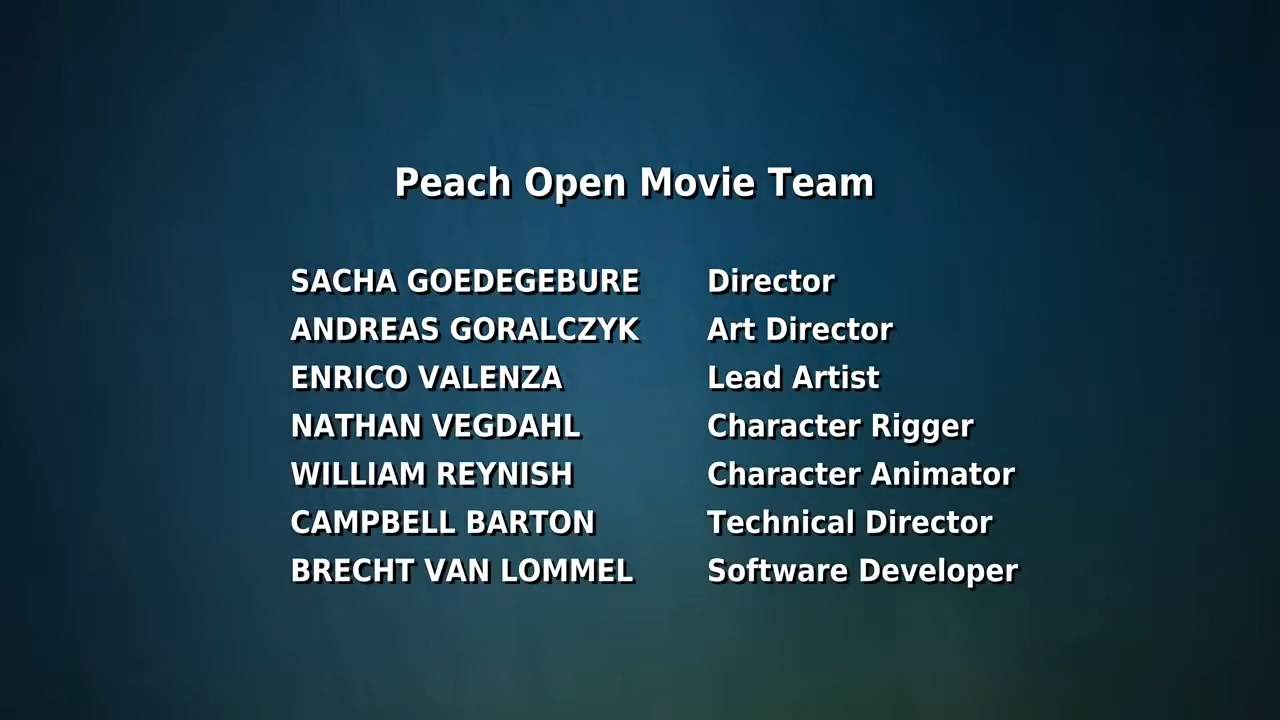 Peach Open Movie Team
SACHA GOEDEGEBURE Director
ANDREAS GORALCZYK Art Director
ENRICO VALENZA Lead Artist
NATHAN VEGDAHL Character Rigger
WILLIAM REYNISH Character Animator
CAMPBELL BARTON Technical Director
BRECHT VAN LOMMEL Software Developer